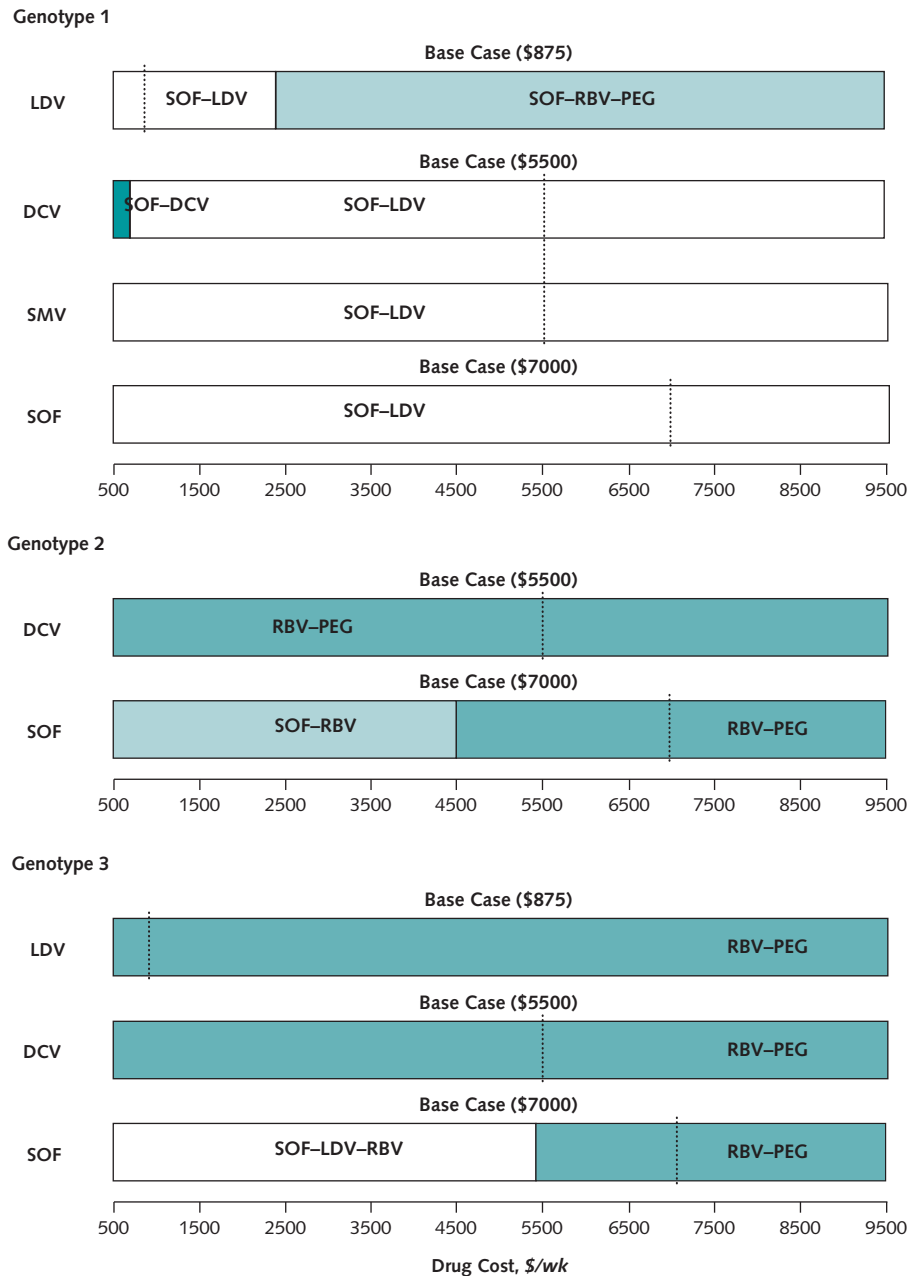 Genotype 1
Base Case ($875)
LDV
SOF–LDV
SOF–RBV–PEG
Base Case ($5500)
DCV
SOF–DCV
SOF–LDV
SMV
SOF–LDV
Base Case ($7000)
SOF
SOF–LDV
500 1500 2500 3500 4500 5500 6500 7500 8500 9500
Genotype 2
Base Case ($5500)
DCV
RBV–PEG
Base Case ($7000)
SOF
SOF–RBV
RBV–PEG
500 1500 2500 3500 4500 5500 6500 7500 8500 9500
Genotype 3
Base Case ($875)
LDV
RBV–PEG
Base Case ($5500)
DCV
RBV–PEG
Base Case ($7000)
SOF
SOF–LDV–RBV
RBV–PEG
500 1500 2500 3500 4500 5500 6500 7500 8500 9500
Drug Cost, $/wk